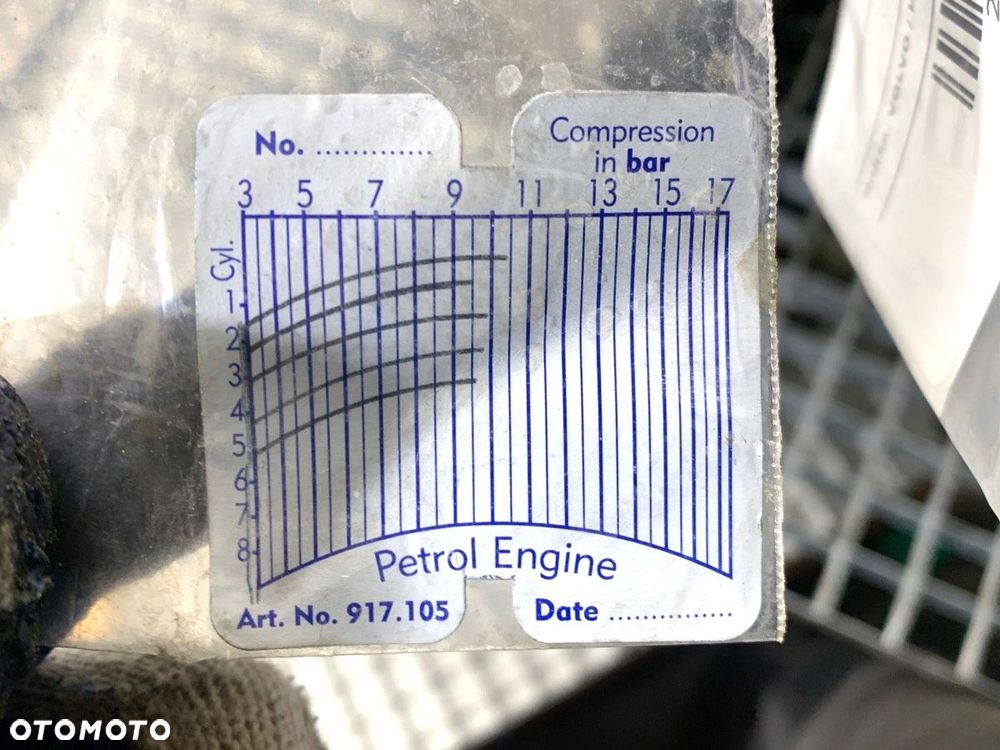 No. ..............
Compression
in bar
3 5 7 9 11 13 15 17
Cyl.
1
2
3
4
5
6
7
8
Petrol Engine
Art. No. 917.105
Date ...............
OTOMOTO